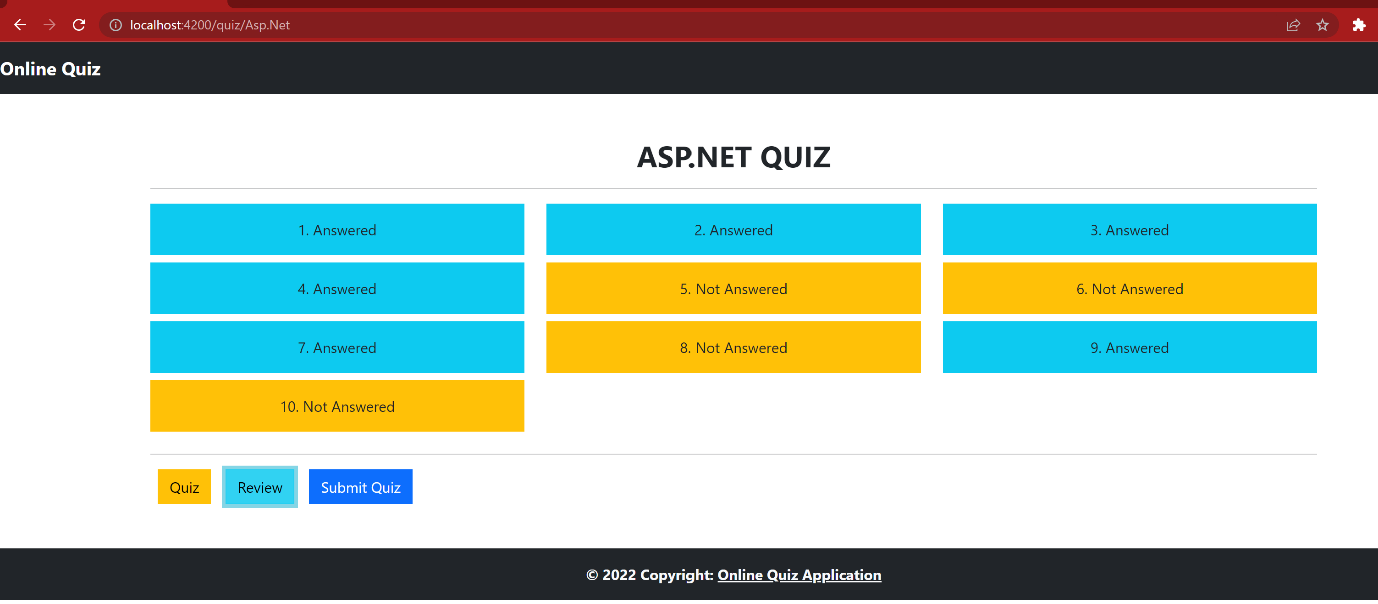 localhost:4200/quiz/Asp.Net
Online Quiz
ASP.NET QUIZ
1. Answered
2. Answered
3. Answered
4. Answered
5. Not Answered
6. Not Answered
7. Answered
8. Not Answered
9. Answered
10. Not Answered
Quiz
Review
Submit Quiz
© 2022 Copyright: Online Quiz Application